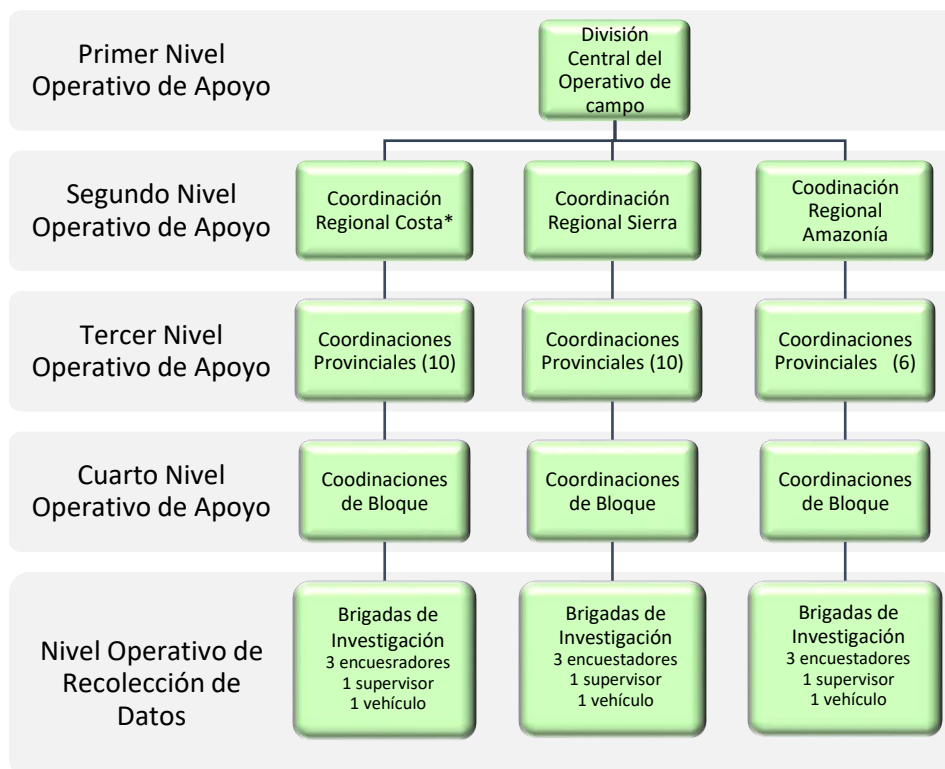 Primer Nivel
Operativo de Apoyo
División
Central del
Operativo de
campo
Segundo Nivel
Operativo de Apoyo
Coordinación
Regional Costa*
Coordinación
Regional Sierra
Coodinación
Regional
Amazonía
Tercer Nivel
Operativo de Apoyo
Coordinaciones
Provinciales (10)
Coordinaciones
Provinciales (10)
Coordinaciones
Provinciales (6)
Cuarto Nivel
Operativo de Apoyo
Coodinaciones
de Bloque
Coordinaciones
de Bloque
Coordinaciones
de Bloque
Nivel Operativo de
Recolección de
Datos
Brigadas de
Investigación
3 encuesradores
1 supervisor
1 vehículo
Brigadas de
Investigación
3 encuestadores
1 supervisor
1 vehículo
Brigadas de
Investigación
3 encuestadores
1 supervisor
1 vehículo